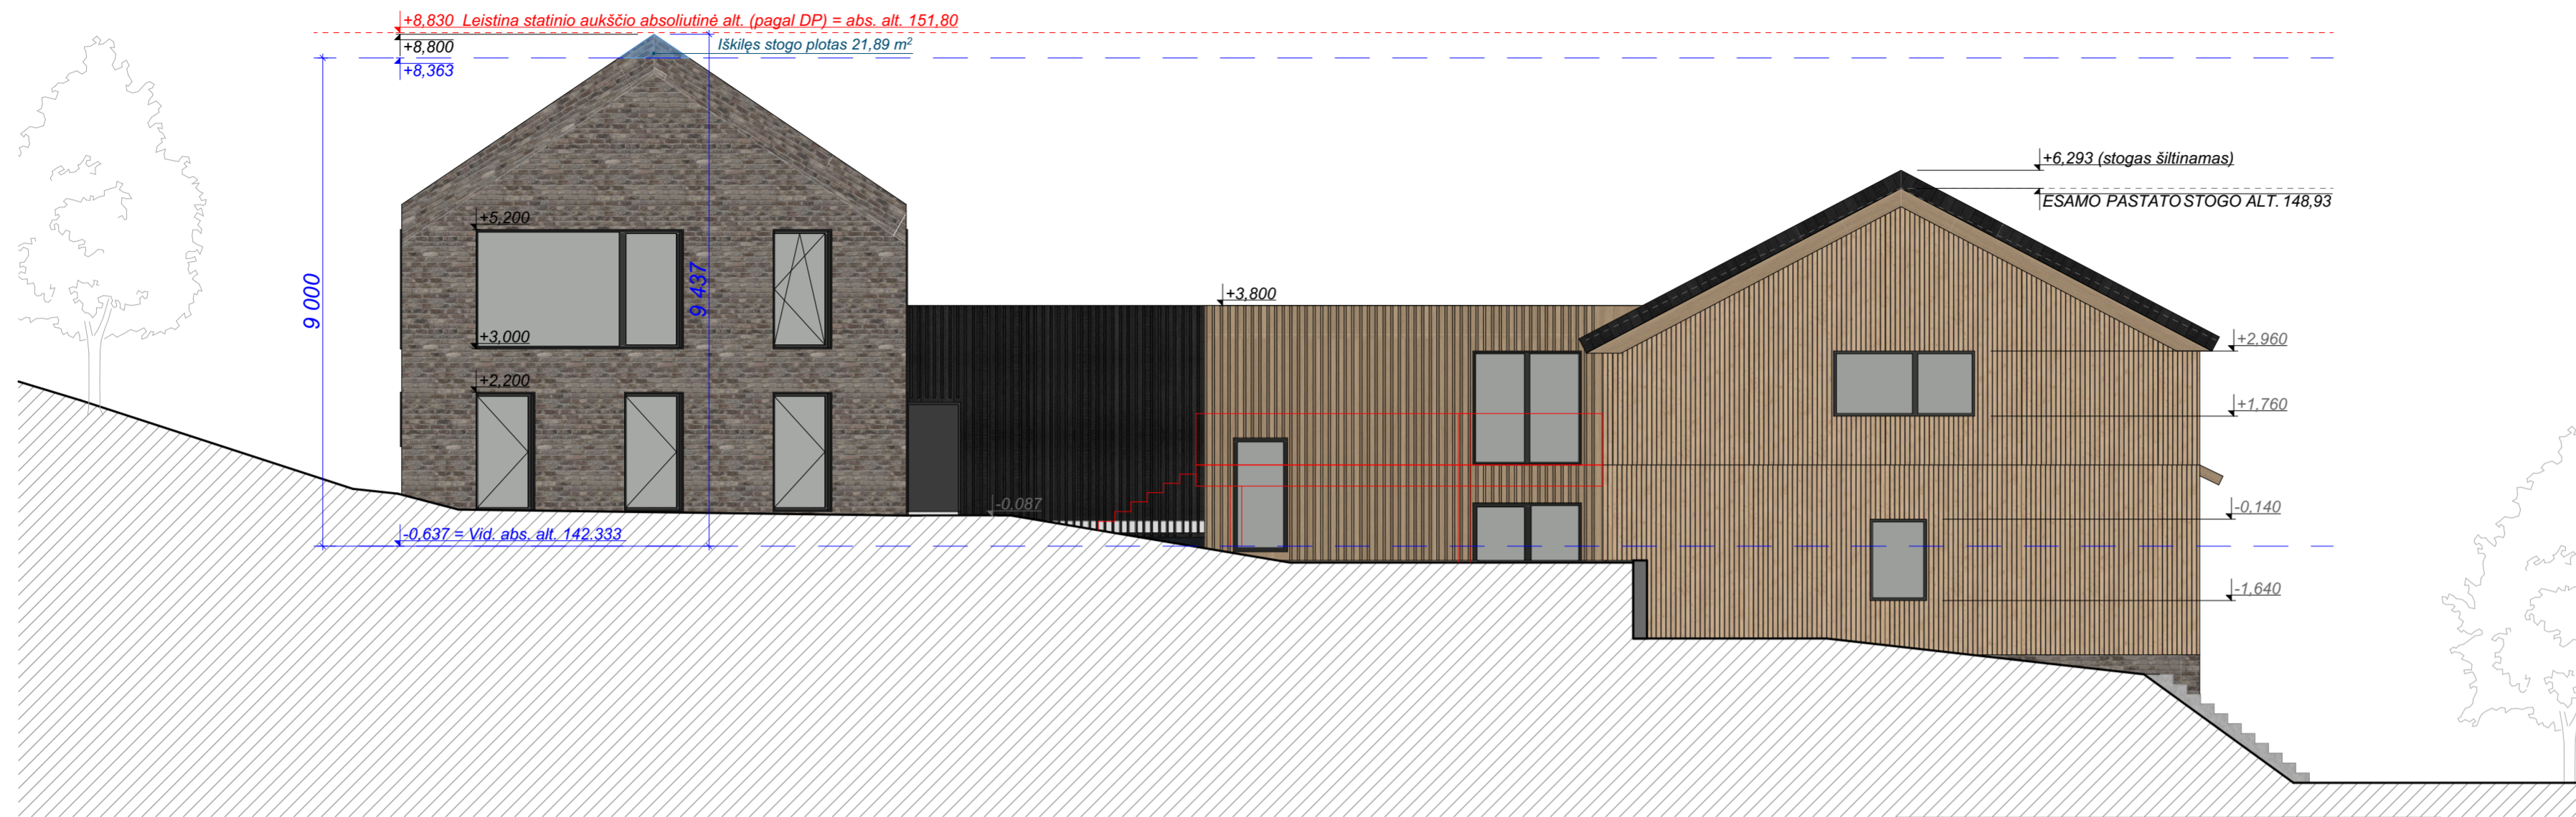 +8,830 Leistina statinio aukščio absoliutinė alt. (pagal DP) = abs. alt. 151,80
+8,800
Iškilęs stogo plotas 21,89 m²
+8,363
+6,293 (stogas šiltinamas)
ESAMO PASTATO STOGO ALT. 148,93
+5,200
9 000
9 437
+3,800
+3,000
+2,960
+2,200
+1,760
-0,087
-0,140
-0,637 = Vid. abs. alt. 142.333
-1,640